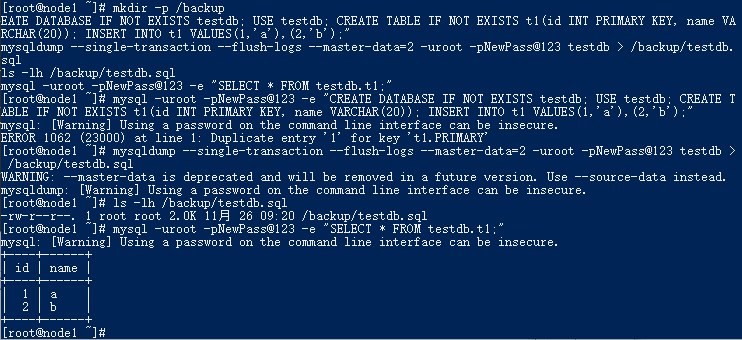 [root@node1 ~]# mkdir -p /backup
EATE DATABASE IF NOT EXISTS testdb; USE testdb; CREATE TABLE IF NOT EXISTS t1(id INT PRIMARY KEY, name VA
RCHAR(20)); INSERT INTO t1 VALUES(1,'a'),(2,'b');"
mysqldump --single-transaction --flush-logs --master-data=2 -uroot -pNewPass@123 testdb > /backup/testdb.
sql
ls -lh /backup/testdb.sql
mysql -uroot -pNewPass@123 -e "SELECT * FROM testdb.t1;"
[root@node1 ~]# mysql -uroot -pNewPass@123 -e "CREATE DATABASE IF NOT EXISTS testdb; USE testdb; CREATE T
ABLE IF NOT EXISTS t1(id INT PRIMARY KEY, name VARCHAR(20)); INSERT INTO t1 VALUES(1,'a'),(2,'b');"
mysql: [Warning] Using a password on the command line interface can be insecure.
ERROR 1062 (23000) at line 1: Duplicate entry '1' for key 't1.PRIMARY'
[root@node1 ~]# mysqldump --single-transaction --flush-logs --master-data=2 -uroot -pNewPass@123 testdb >
 /backup/testdb.sql
WARNING: --master-data is deprecated and will be removed in a future version. Use --source-data instead.
mysqldump: [Warning] Using a password on the command line interface can be insecure.
[root@node1 ~]# ls -lh /backup/testdb.sql
-rw-r--r--. 1 root root 2.0K 11月 26 09:20 /backup/testdb.sql
[root@node1 ~]# mysql -uroot -pNewPass@123 -e "SELECT * FROM testdb.t1;"
mysql: [Warning] Using a password on the command line interface can be insecure.
+----+------+
| id | name |
+----+------+
|  1 | a    |
|  2 | b    |
+----+------+
[root@node1 ~]#